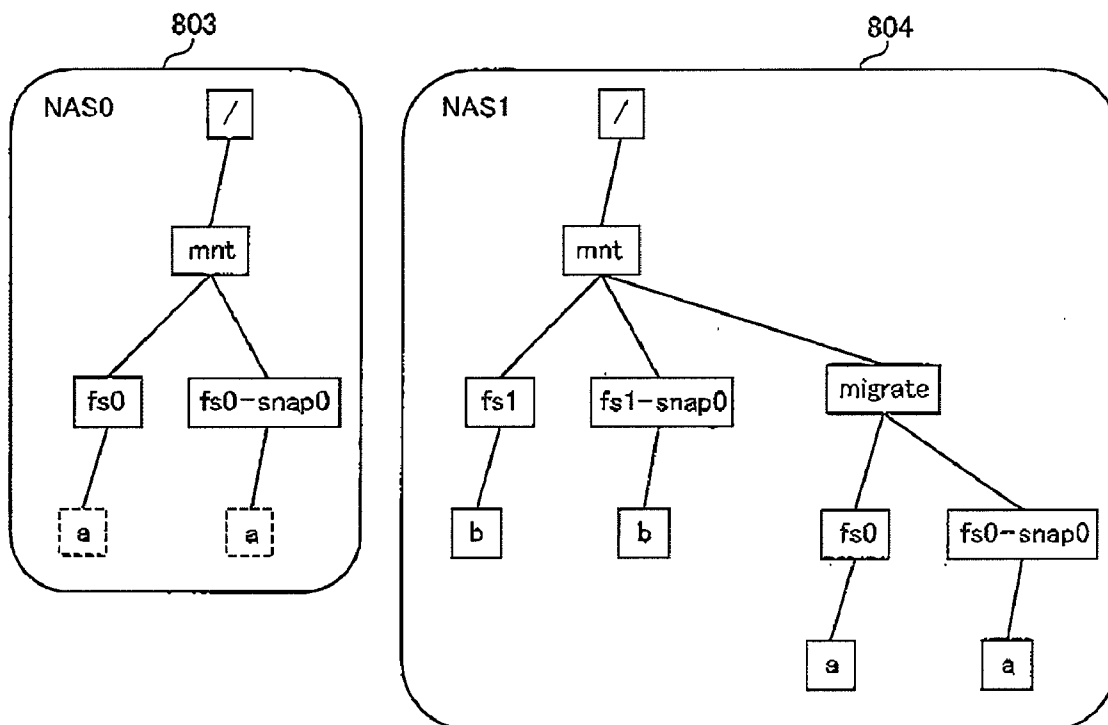 803
804
NAS0
/
mnt
fs0
fs0-snap0
a
a
NAS1
/
mnt
fs1
fs1-snap0
migrate
b
b
fs0
fs0-snap0
a
a